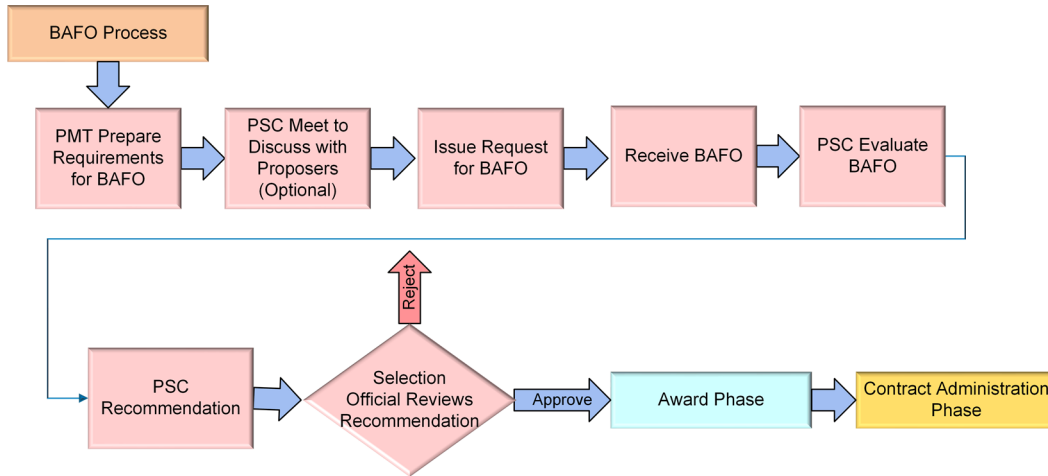 BAFO Process
PMT Prepare
Requirements
for BAFO
PSC Meet to
Discuss with
Proposers
(Optional)
Issue Request
for BAFO
Receive BAFO
PSC Evaluate
BAFO
PSC
Recommendation
Reject
Selection
Official Reviews
Recommendation
Approve
Award Phase
Contract Administration
Phase